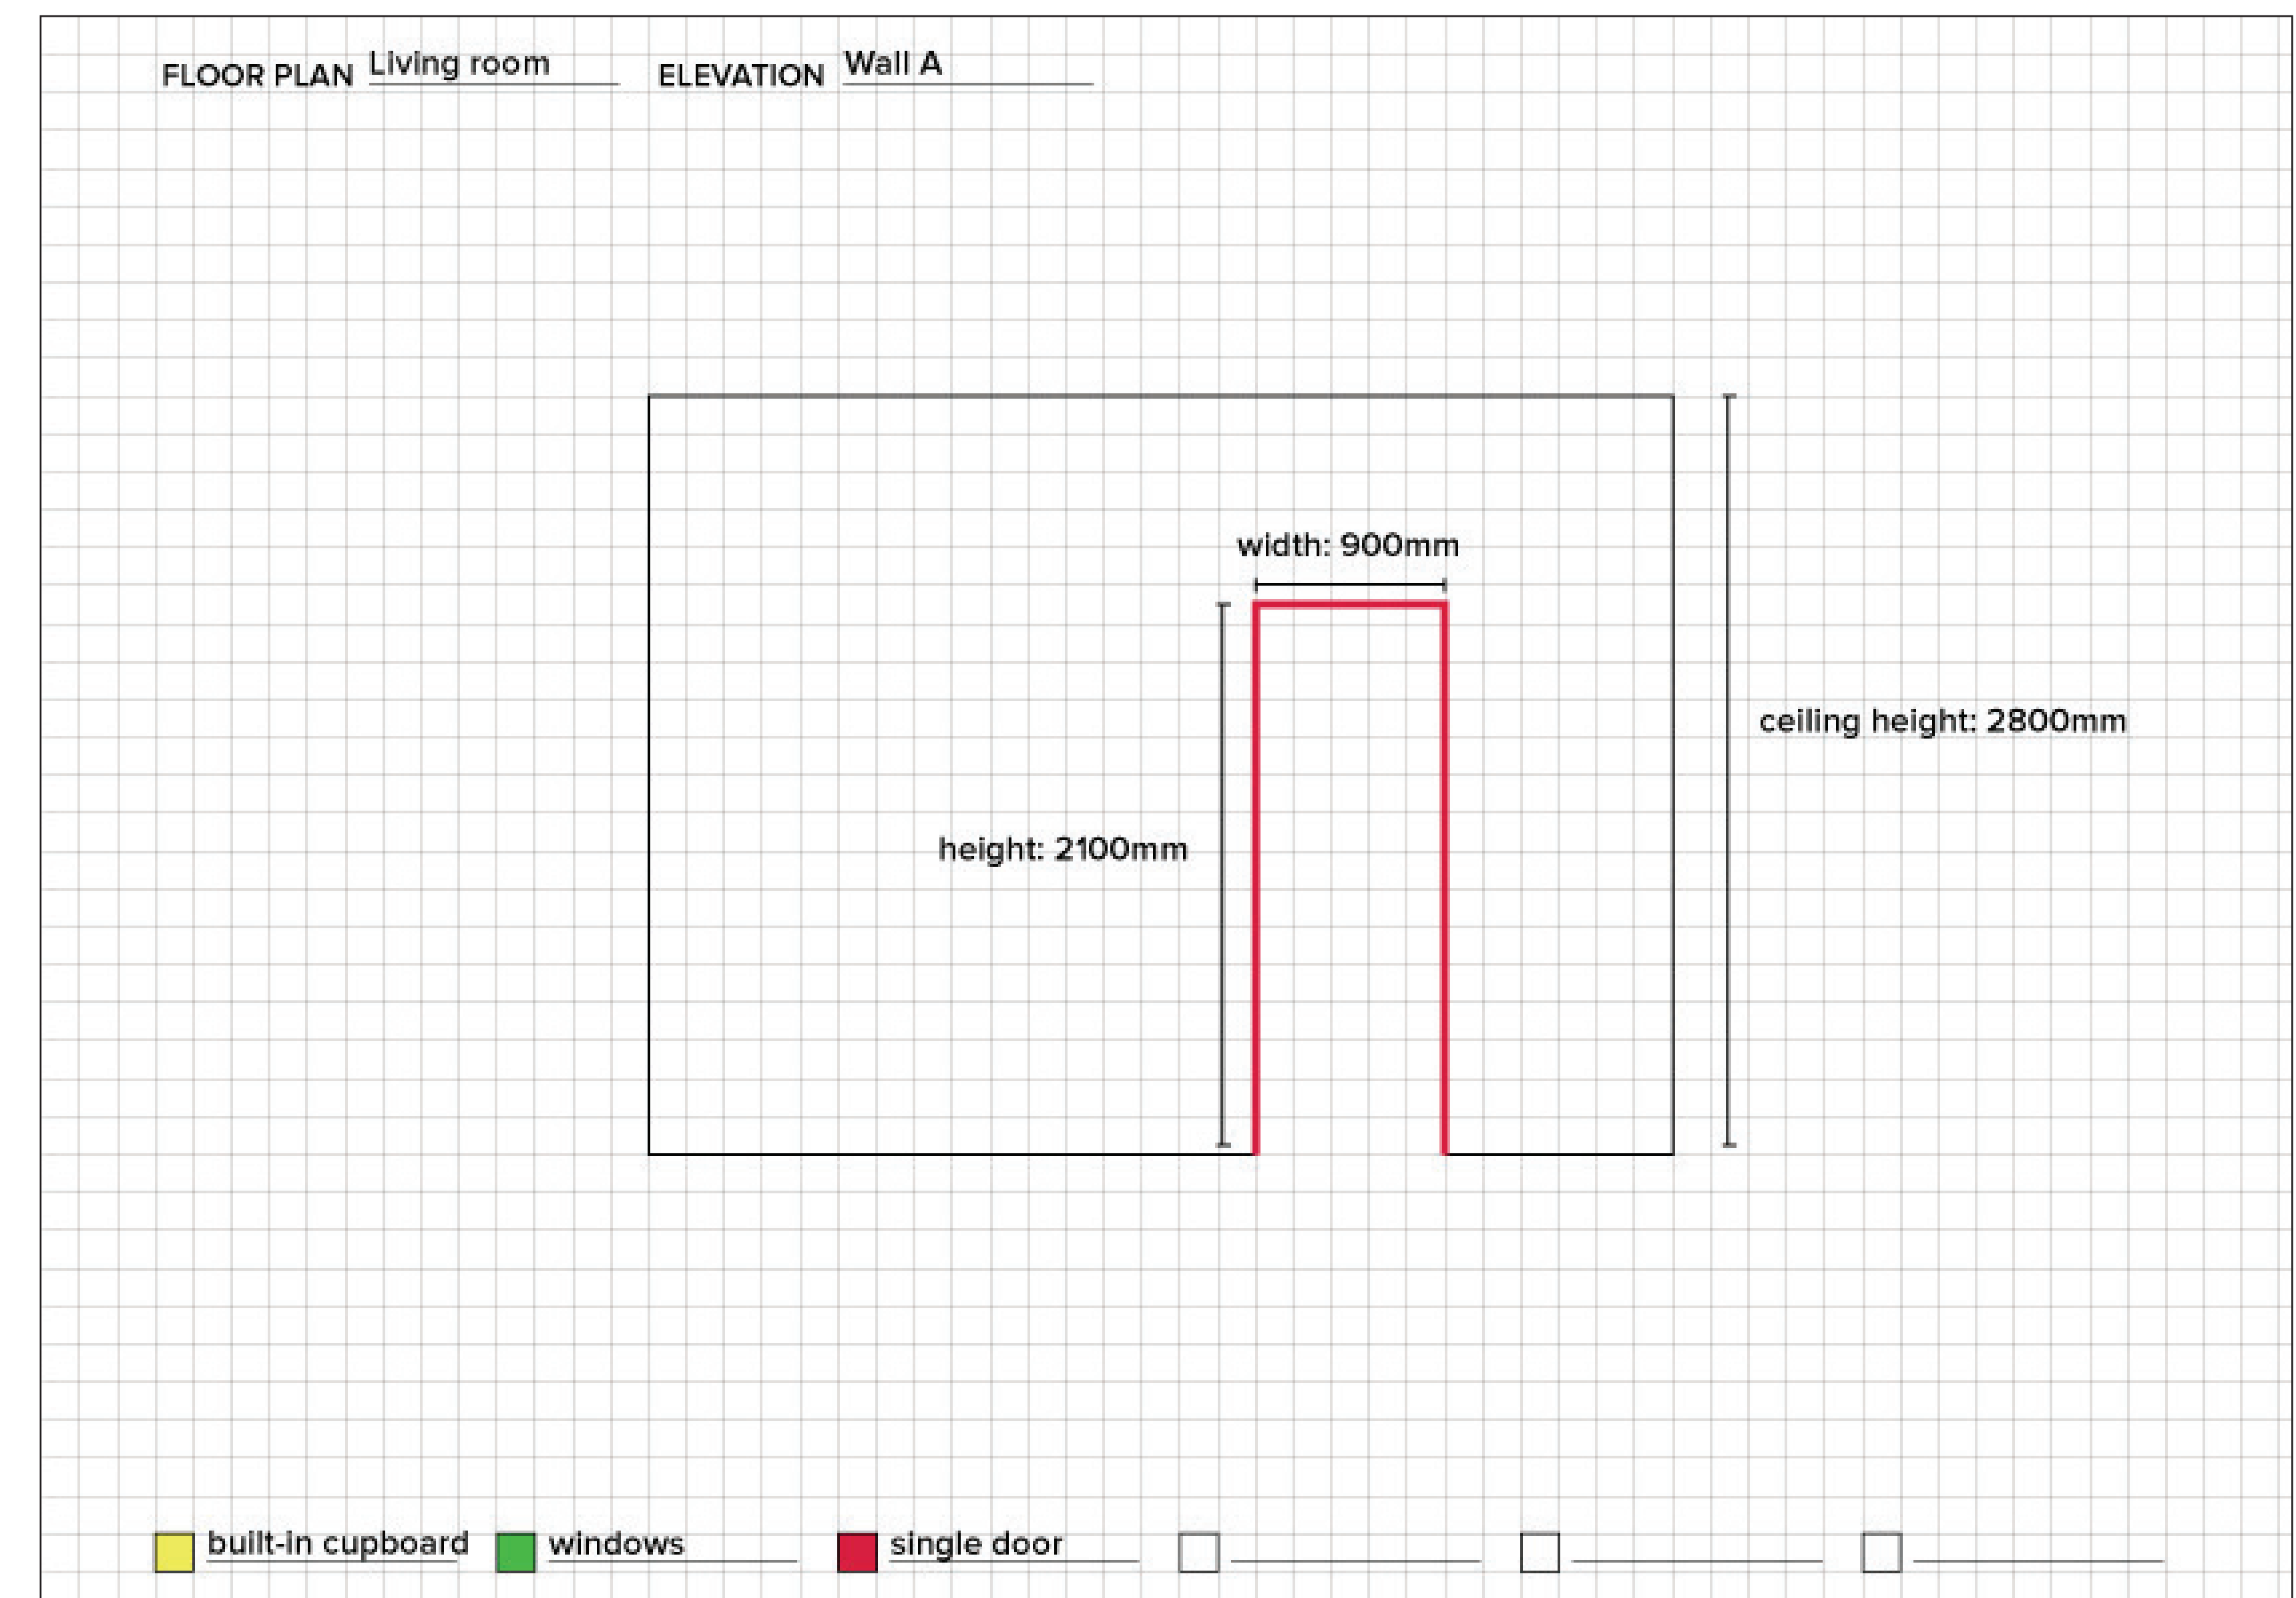 FLOOR PLAN Living room ELEVATION Wall A
width: 900mm
ceiling height: 2800mm
height: 2100mm
built-in cupboard windows single door